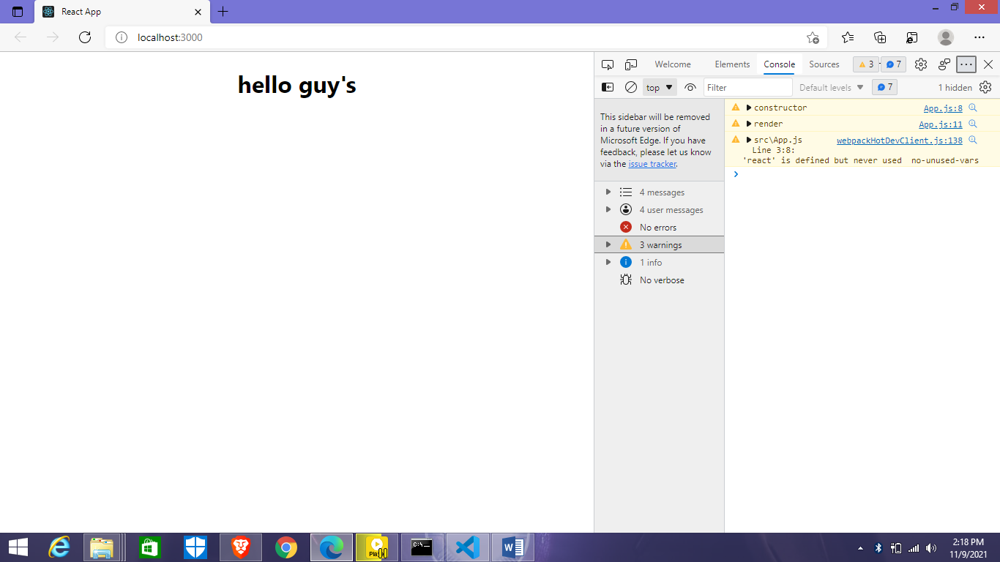 React App
localhost:3000
hello guy's
Welcome
Elements
Console
Sources
3
7
top
Filter
Default levels
7
1 hidden
This sidebar will be removed
in a future version of
Microsoft Edge. If you have
feedback, please let us know
via the issue tracker.
4 messages
4 user messages
No errors
3 warnings
1 info
No verbose
constructor App.js:8
render App.js:11
src\App.js webpackHotDevClient.js:138
Line 3:8:
'react' is defined but never used no-unused-vars
2:18 PM
11/9/2021